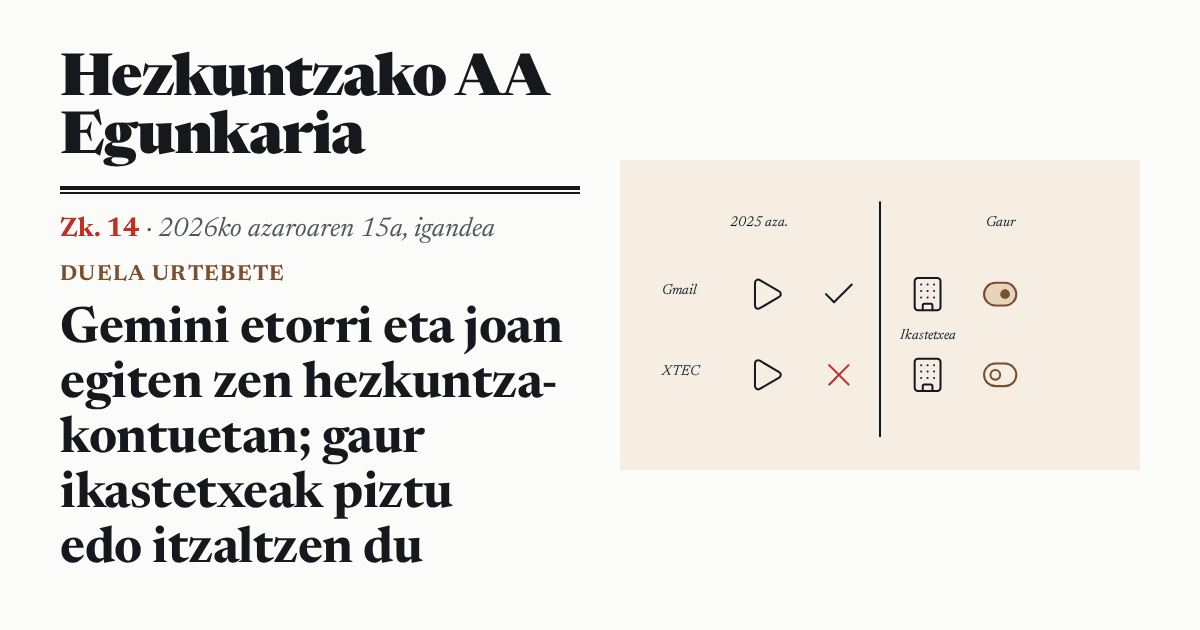 Hezkuntzako AA
Egunkaria
Zk. 14 · 2026ko azaroaren 15a, igandea
DUELA URTEBETE
Gemini etorri eta joan
egiten zen hezkuntza-
kontuetan; gaur
ikastetxeak piztu
edo itzaltzen du
2025 aza.
Gaur
Gmail
Ikastetxea
XTEC